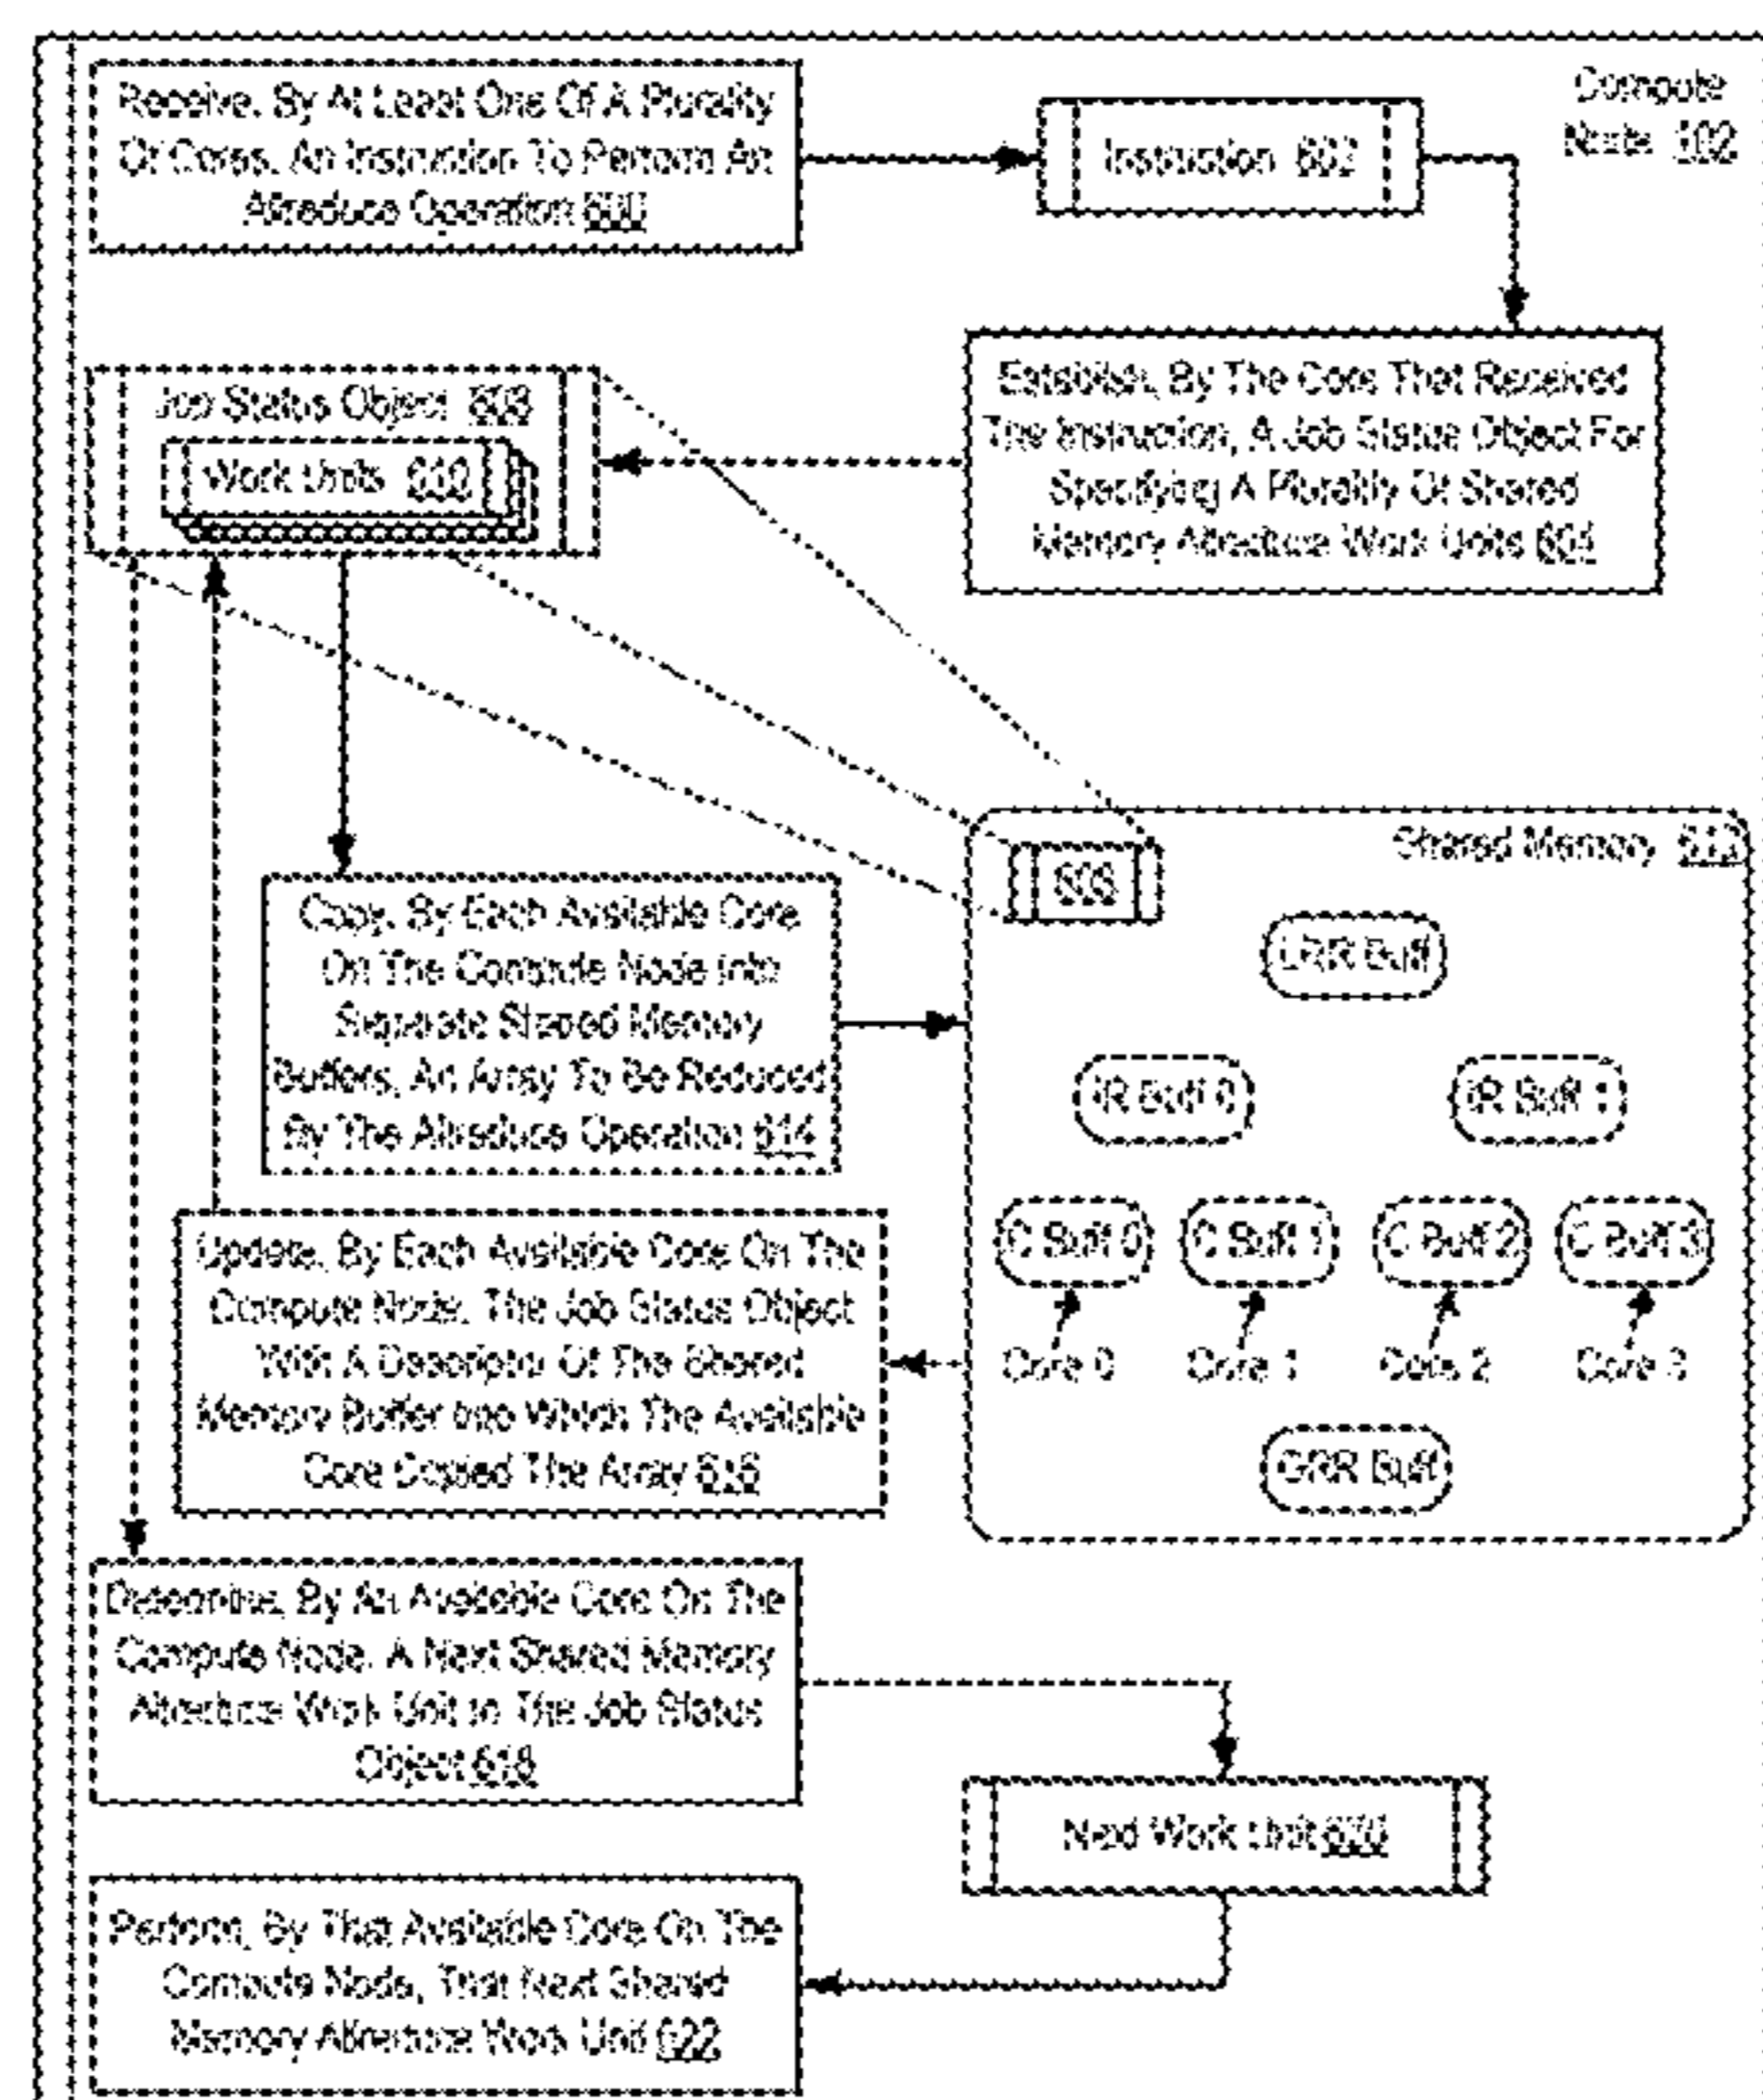 Receive, By At Least One Of A Plurality
Of Cores, An Instruction To Perform An
Allreduce Operation 600
Instruction 602
Compute
Node 102
Job Status Object
Work Units 610
Establish, By The Core That Received
The Instruction, A Job Status Object For
Specifying A Plurality Of Shared
Memory Allreduce Work Units 604
Shared Memory
Copy, By Each Available Core
On The Compute Node Into
Separate Shared Memory
Buffers, An Array To Be Reduced
By The Allreduce Operation 614
LRR Buff
IR Buff 0
IR Buff 1
C Buff 0
C Buff 1
C Buff 2
C Buff 3
Core 0
Core 1
Core 2
Core 3
GRR Buff
Update, By Each Available Core On The
Compute Node, The Job Status Object
With A Descriptor Of The Shared
Memory Buffer Into Which The Available
Core Copied The Array 616
Determine, By An Available Core On The
Compute Node, A Next Shared Memory
Allreduce Work Unit In The Job Status
Object 618
Next Work Unit 620
Perform, By That Available Core On The
Compute Node, That Next Shared
Memory Allreduce Work Unit 622